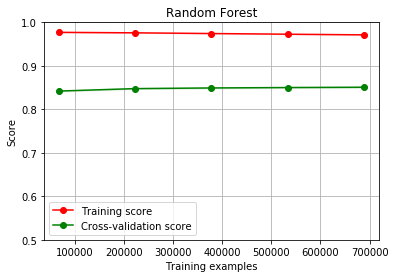 Random Forest
1.0
0.9
0.8
0.7
0.6
0.5
Score
Training score
Cross-validation score
100000 200000 300000 400000 500000 600000 700000
Training examples